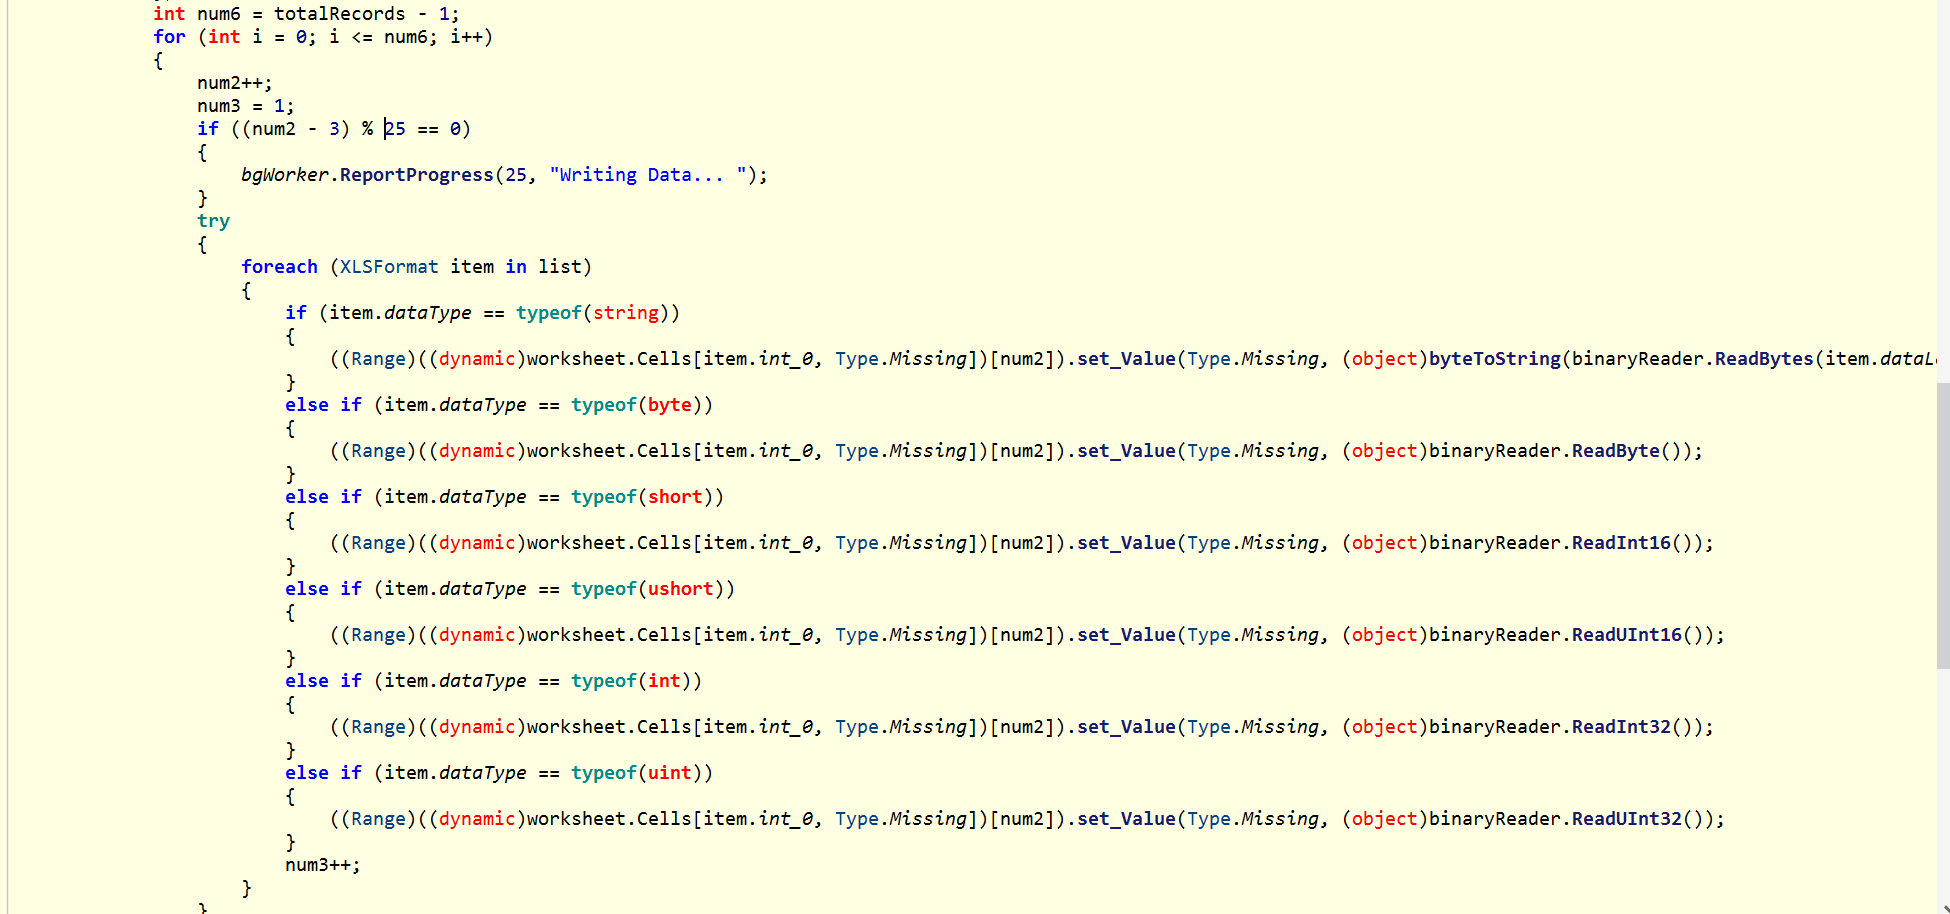 int num6 = totalRecords - 1;
for (int i = 0; i <= num6; i++)
{
num2++;
num3 = 1;
if ((num2 - 3) % 25 == 0)
{
bgWorker.ReportProgress(25, "Writing Data... ");
}
try
{
foreach (XLSFormat item in list)
{
if (item.dataType == typeof(string))
{
((Range)((dynamic)worksheet.Cells[item.int_0, Type.Missing])[num2]).set_Value(Type.Missing, (object)byteToString(binaryReader.ReadBytes(item.dataL
}
else if (item.dataType == typeof(byte))
{
((Range)((dynamic)worksheet.Cells[item.int_0, Type.Missing])[num2]).set_Value(Type.Missing, (object)binaryReader.ReadByte());
}
else if (item.dataType == typeof(short))
{
((Range)((dynamic)worksheet.Cells[item.int_0, Type.Missing])[num2]).set_Value(Type.Missing, (object)binaryReader.ReadInt16());
}
else if (item.dataType == typeof(ushort))
{
((Range)((dynamic)worksheet.Cells[item.int_0, Type.Missing])[num2]).set_Value(Type.Missing, (object)binaryReader.ReadUInt16());
}
else if (item.dataType == typeof(int))
{
((Range)((dynamic)worksheet.Cells[item.int_0, Type.Missing])[num2]).set_Value(Type.Missing, (object)binaryReader.ReadInt32());
}
else if (item.dataType == typeof(uint))
{
((Range)((dynamic)worksheet.Cells[item.int_0, Type.Missing])[num2]).set_Value(Type.Missing, (object)binaryReader.ReadUInt32());
}
num3++;
}
}